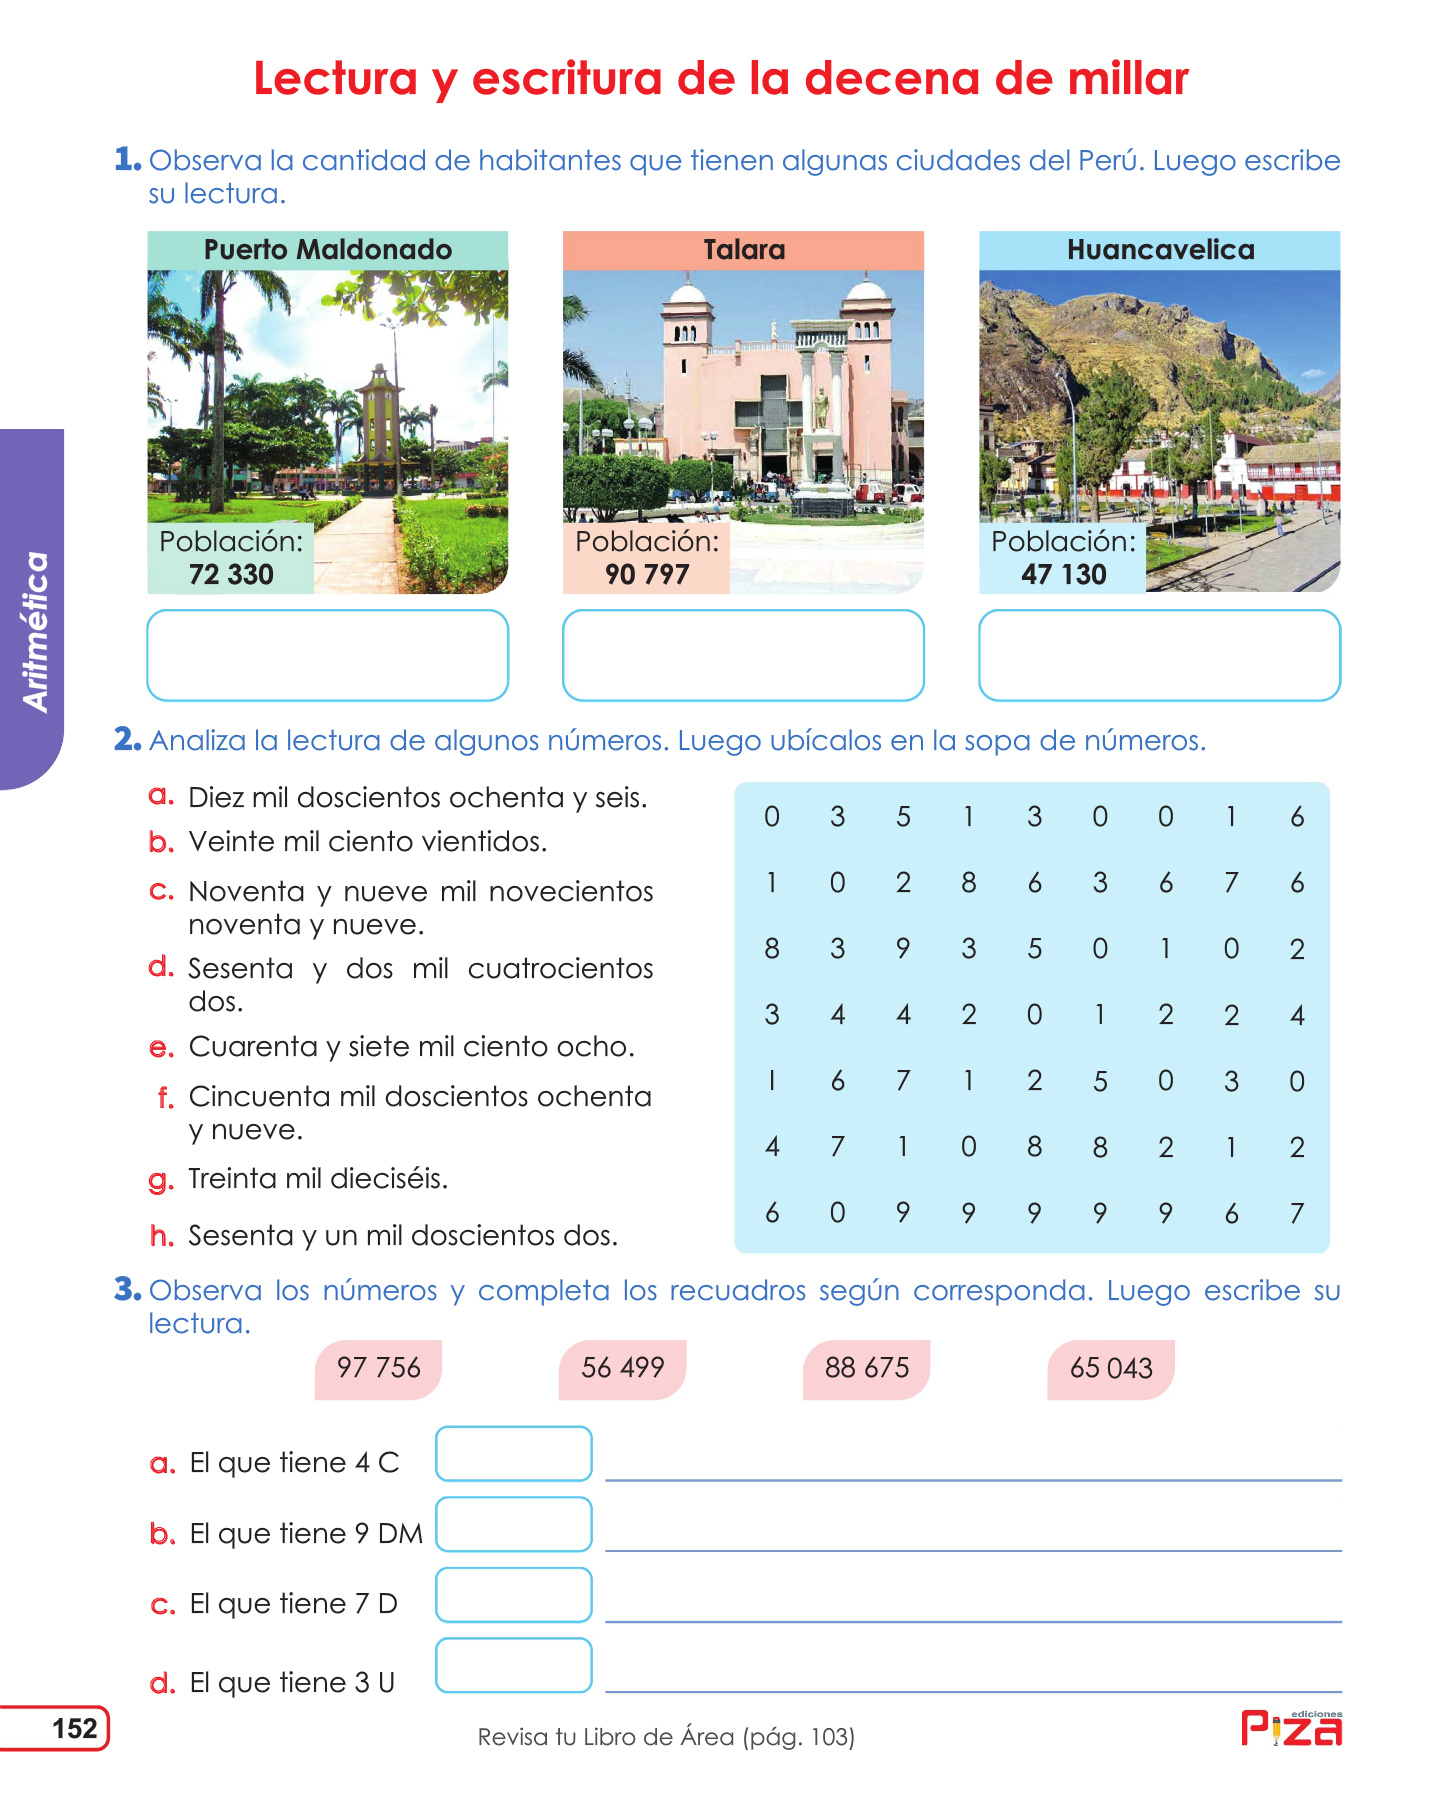 Lectura y escritura de la decena de millar
1. Observa la cantidad de habitantes que tienen algunas ciudades del Perú. Luego escribe
su lectura.
Puerto Maldonado
Población:
72 330
Talara
Población:
90 797
Huancavelica
Población:
47 130
Aritmética
2. Analiza la lectura de algunos números. Luego ubícalos en la sopa de números.
a. Diez mil doscientos ochenta y seis.
b. Veinte mil ciento vientidos.
c. Noventa y nueve mil novecientos
noventa y nueve.
d. Sesenta y dos mil cuatrocientos
dos.
e. Cuarenta y siete mil ciento ocho.
f. Cincuenta mil doscientos ochenta
y nueve.
g. Treinta mil dieciséis.
h. Sesenta y un mil doscientos dos.
0 3 5 1 3 0 0 1 6
1 0 2 8 6 3 6 7 6
8 3 9 3 5 0 1 0 2
3 4 4 2 0 1 2 2 4
l 6 7 1 2 5 0 3 0
4 7 1 0 8 8 2 1 2
6 0 9 9 9 9 9 6 7
3. Observa los números y completa los recuadros según corresponda. Luego escribe su
lectura.
97 756 56 499 88 675 65 043
a. El que tiene 4 C
b. El que tiene 9 DM
c. El que tiene 7 D
d. El que tiene 3 U
152
Revisa tu Libro de Área (pág. 103)
ediciones
Piza